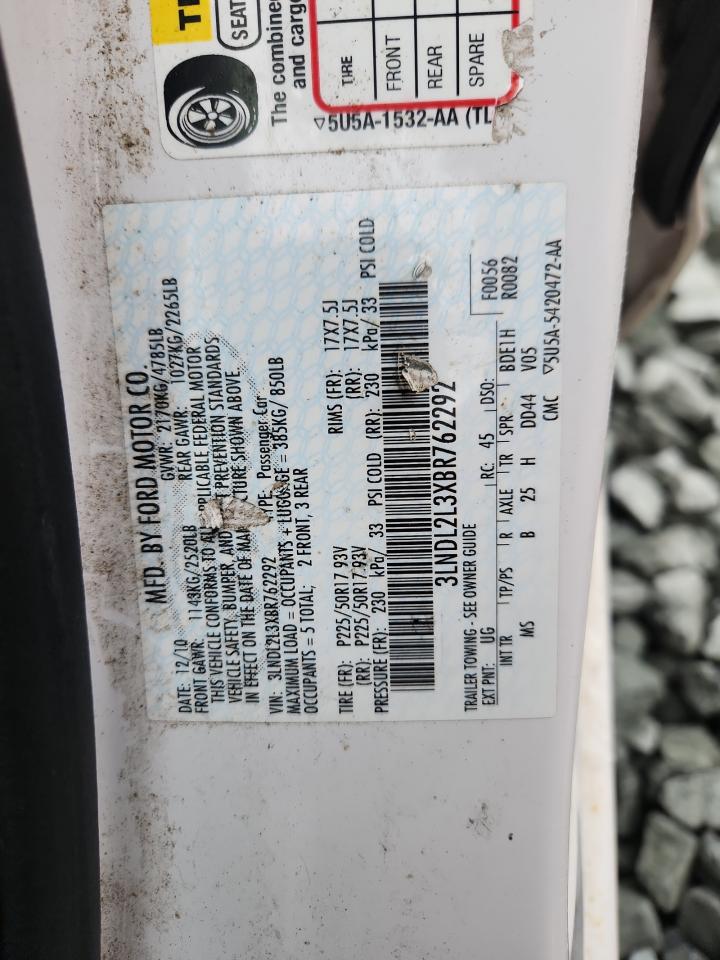 SEAT
The combined
and cargo
TIRE
FRONT
REAR
SPARE
▽5U5A-1532-AA (TL
MFD. BY FORD MOTOR CO
DATE: 12/10 GVWR: 2170KG/4785LB
FRONT GAWR: 1143KG/2520LB REAR GAWR: 1027KG/2265LB
THIS VEHICLE CONFORMS TO APPLICABLE FEDERAL MOTOR
VEHICLE SAFETY, BUMPER, AND PREVENTION STANDARDS
IN EFFECT ON THE DATE OF SHOWN ABOVE
VIN: 3LNDL2L3XBR762292 TYPE: Passenger Car
MAXIMUM LOAD = OCCUPANTS + LUGGAGE = 385KG/850LB
OCCUPANTS = 5 TOTAL: 2 FRONT, 3 REAR
TIRE (FR): P225/50R17 93V RIMS (FR): 17X7.5J
(RR): P225/50R17 93V (RR): 17X7.5J
PRESSURE (FR): 230 kPa/ 33 PSI COLD (RR): 230 kPa/ 33 PSI COLD
3LNDL2L3XBR762292
TRAILER TOWING - SEE OWNER GUIDE
EXT PNT: UG RC: 45 DSO: F0056
R0082
INT TR TP/PS R AXLE TR SPR BDE1H
MS B 25 H DD44 V05
CMC ▽5U5A-5420472-AA